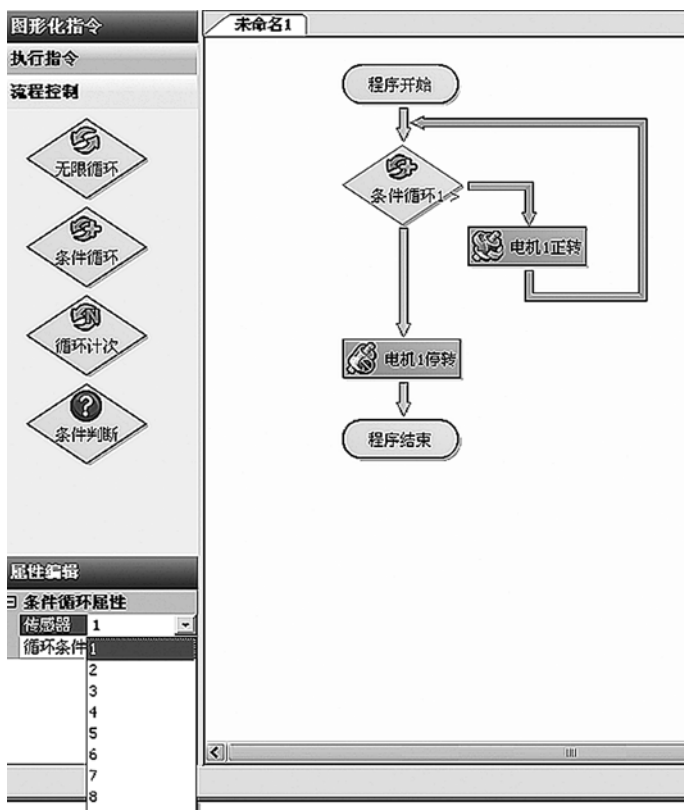 图形化指令
执行指令
流程控制
无限循环
条件循环
循环计次
条件判断
属性编辑
条件循环属性
传感器 1
循环条件
1
2
3
4
5
6
7
8
未命名1
程序开始
条件循环1 >
电机1正转
电机1停转
程序结束